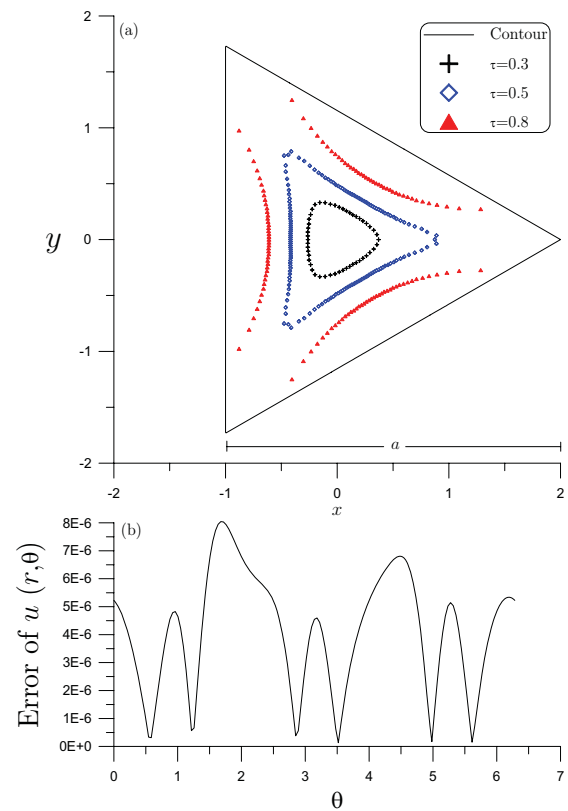 (a)
Contour
τ=0.3
τ=0.5
τ=0.8
2
1
0
-1
-2
y
a
-2
-1
0
1
2
x
(b)
8E-6
7E-6
6E-6
5E-6
4E-6
3E-6
2E-6
1E-6
0E+0
Error of u (r,θ)
0
1
2
3
4
5
6
7
θ